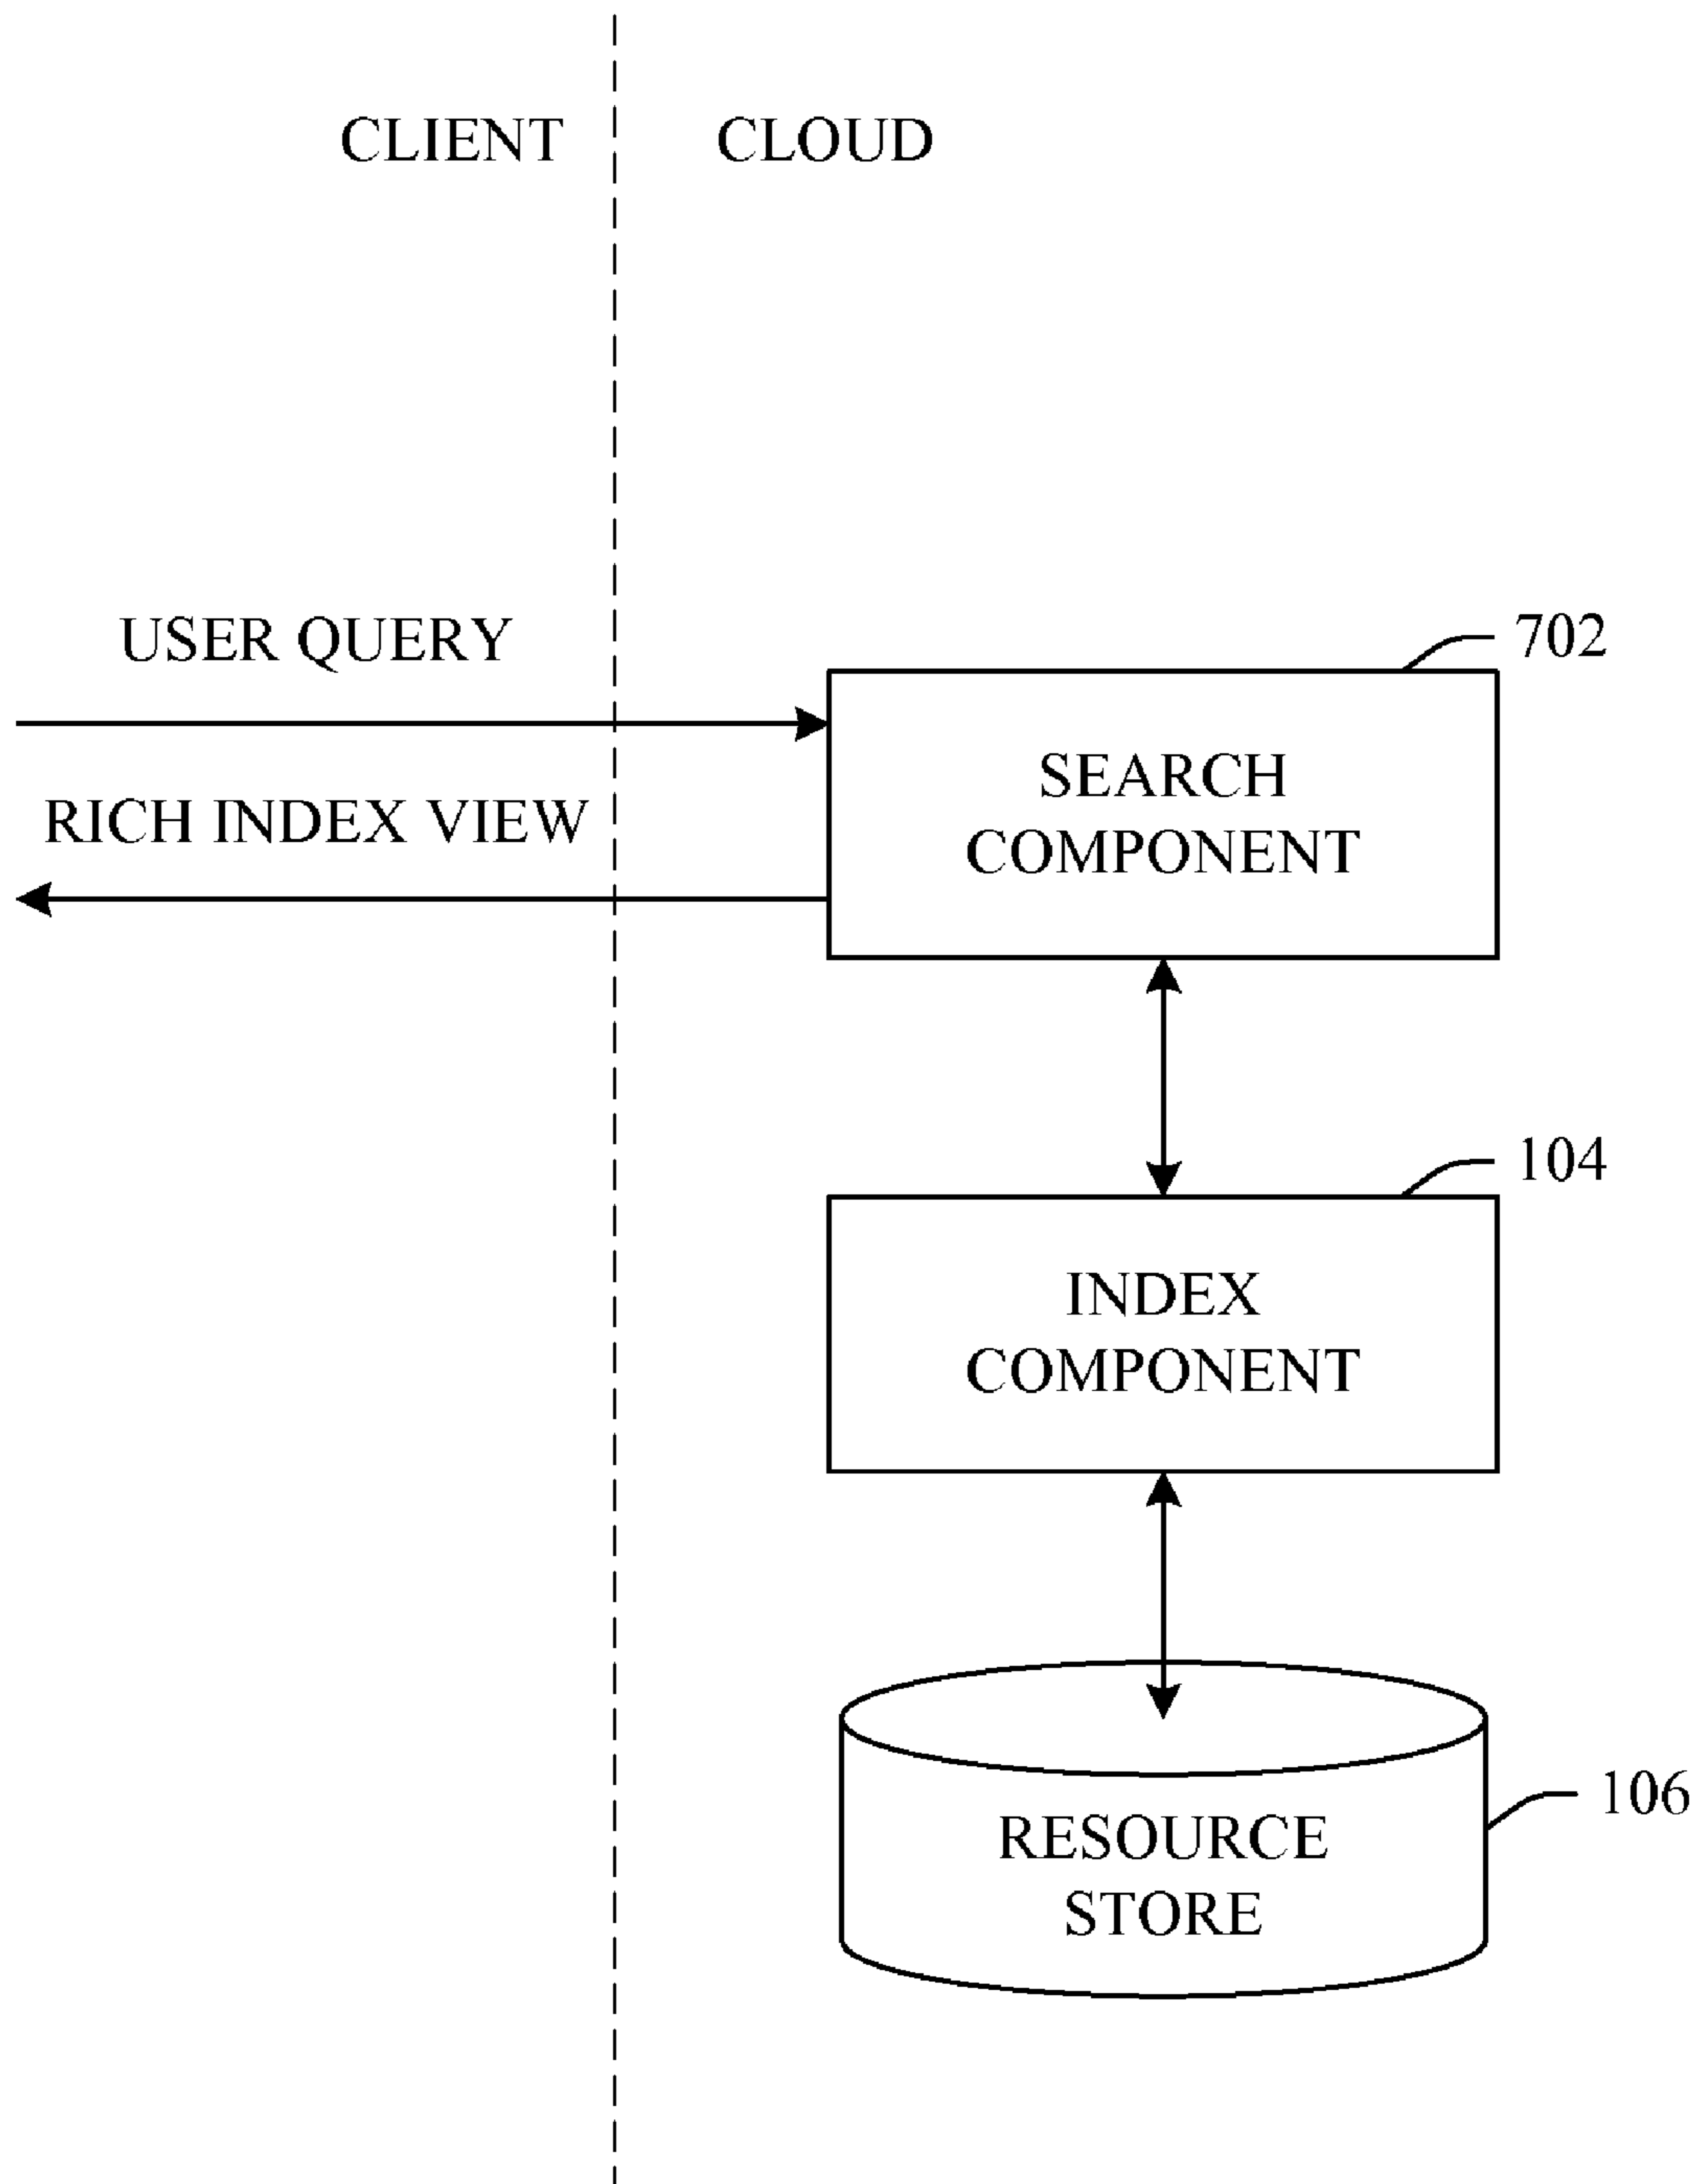 CLIENT CLOUD
USER QUERY
702
RICH INDEX VIEW
SEARCH
COMPONENT
104
INDEX
COMPONENT
106
RESOURCE
STORE